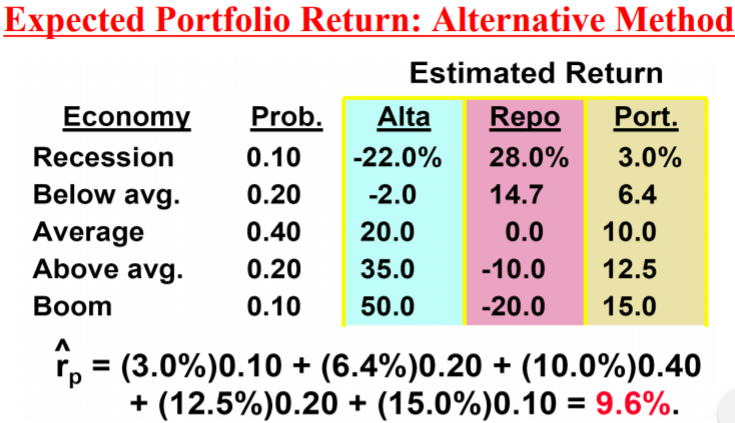 Expected Portfolio Return: Alternative Method
Estimated Return
Economy Prob. Alta Repo Port.
Recession 0.10 -22.0% 28.0% 3.0%
Below avg. 0.20 -2.0 14.7 6.4
Average 0.40 20.0 0.0 10.0
Above avg. 0.20 35.0 -10.0 12.5
Boom 0.10 50.0 -20.0 15.0
r̂p = (3.0%)0.10 + (6.4%)0.20 + (10.0%)0.40
+ (12.5%)0.20 + (15.0%)0.10 = 9.6%.